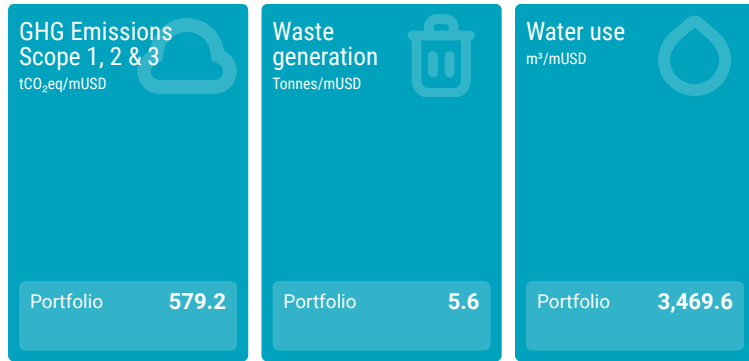 GHG Emissions
Scope 1, 2 & 3
tCO₂eq/mUSD
Portfolio 579.2
Waste
generation
Tonnes/mUSD
Portfolio 5.6
Water use
m³/mUSD
Portfolio 3,469.6